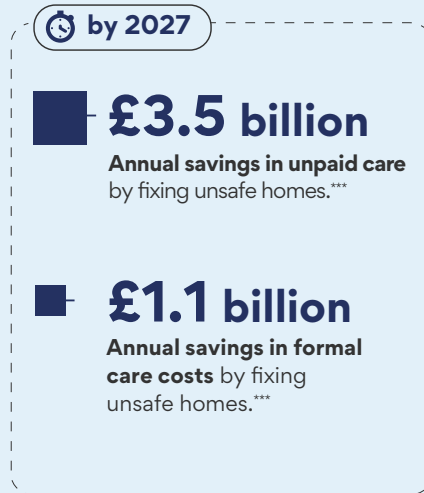 by 2027
£3.5 billion
Annual savings in unpaid care
by fixing unsafe homes.***
£1.1 billion
Annual savings in formal
care costs by fixing
unsafe homes.***